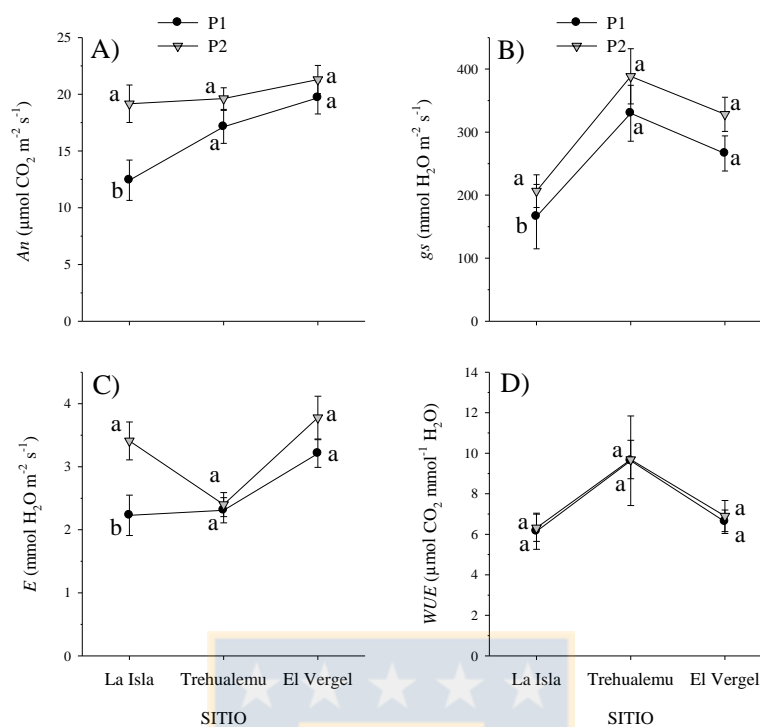 P1
P2
A)
25
20
15
10
5
0
An (µmol CO₂ m⁻² s⁻¹)
a
a
a
b
a
a
P1
P2
B)
400
300
200
100
0
gs (mmol H₂O m⁻² s⁻¹)
a
a
a
b
a
a
C)
4
3
2
1
0
E (mmol H₂O m⁻² s⁻¹)
a
a
a
b
a
a
La Isla Trehualemu El Vergel
SITIO
D)
14
12
10
8
6
4
2
0
WUE (µmol CO₂ mmol⁻¹ H₂O)
a
a
a
a
a
a
La Isla Trehualemu El Vergel
SITIO